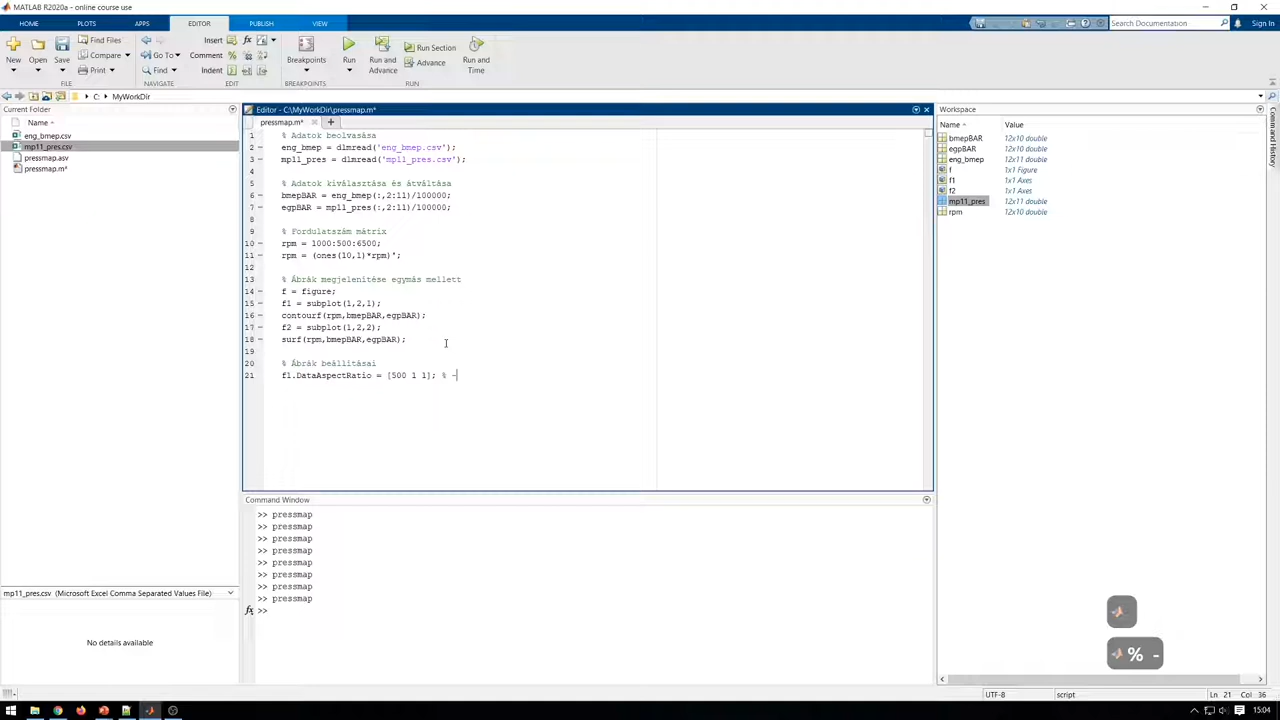 MATLAB R2020a - online course use
HOME PLOTS APPS EDITOR PUBLISH VIEW
Search Documentation Sign In
New Open Save Find Files Compare Print
Go To Find
Insert Comment Indent
Breakpoints
Run Run and Advance Run Section Advance Run and Time
FILE NAVIGATE EDIT BREAKPOINTS RUN
C: MyWorkDir
Current Folder
Name
eng_bmep.csv
mp11_pres.csv
pressmap.asv
pressmap.m*
mp11_pres.csv (Microsoft Excel Comma Separated Values File)
No details available
Editor - C:\MyWorkDir\pressmap.m*
pressmap.m*
1 % Adatok beolvasása
2 eng_bmep = dlmread('eng_bmep.csv');
3 mp11_pres = dlmread('mp11_pres.csv');
4
5 % Adatok kiválasztása és átváltása
6 bmepBAR = eng_bmep(:,2:11)/100000;
7 egpBAR = mp11_pres(:,2:11)/100000;
8
9 % Fordulatszám mátrix
10 rpm = 1000:500:6500;
11 rpm = (ones(10,1)*rpm)';
12
13 % Ábrák megjelenítése egymás mellett
14 f = figure;
15 f1 = subplot(1,2,1);
16 contourf(rpm,bmepBAR,egpBAR);
17 f2 = subplot(1,2,2);
18 surf(rpm,bmepBAR,egpBAR);
19
20 % Ábrák beállításai
21 f1.DataAspectRatio = [500 1 1]; % -
Command Window
>> pressmap
>> pressmap
>> pressmap
>> pressmap
>> pressmap
>> pressmap
>> pressmap
>> pressmap
fx >>
Workspace
Name Value
bmepBAR 12x10 double
egpBAR 12x10 double
eng_bmep 12x11 double
f 1x1 Figure
f1 1x1 Axes
f2 1x1 Axes
mp11_pres 12x11 double
rpm 12x10 double
Command History
% -
UTF-8 script Ln 21 Col 36
15:04